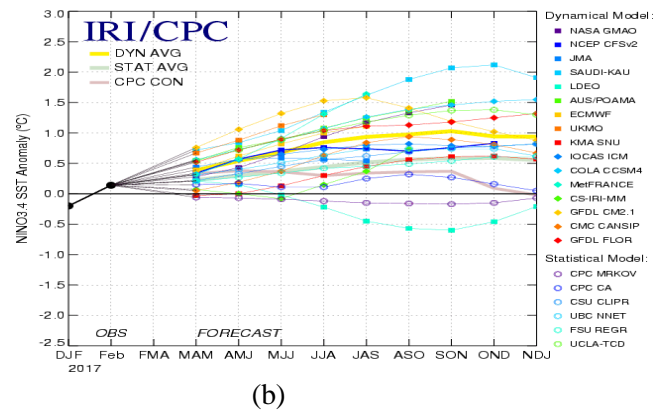 IRI/CPC
DYN AVG
STAT AVG
CPC CON
NINO3.4 SST Anomaly (°C)
3.0
2.5
2.0
1.5
1.0
0.5
0.0
-0.5
-1.0
-1.5
-2.0
-2.5
OBS FORECAST
DJF Feb FMA MAM AMJ MJJ JJA JAS ASO SON OND NDJ
2017
Dynamical Model:
NASA GMAO
NCEP CFSv2
JMA
SAUDI-KAU
LDEO
AUS/POAMA
ECMWF
UKMO
KMA SNU
IOCAS ICM
COLA CCSM4
MetFRANCE
CS-IRI-MM
GFDL CM2.1
CMC CANSIP
GFDL FLOR
Statistical Model:
CPC MRKOV
CPC CA
CSU CLIPR
UBC NNET
FSU REGR
UCLA-TCD
(b)